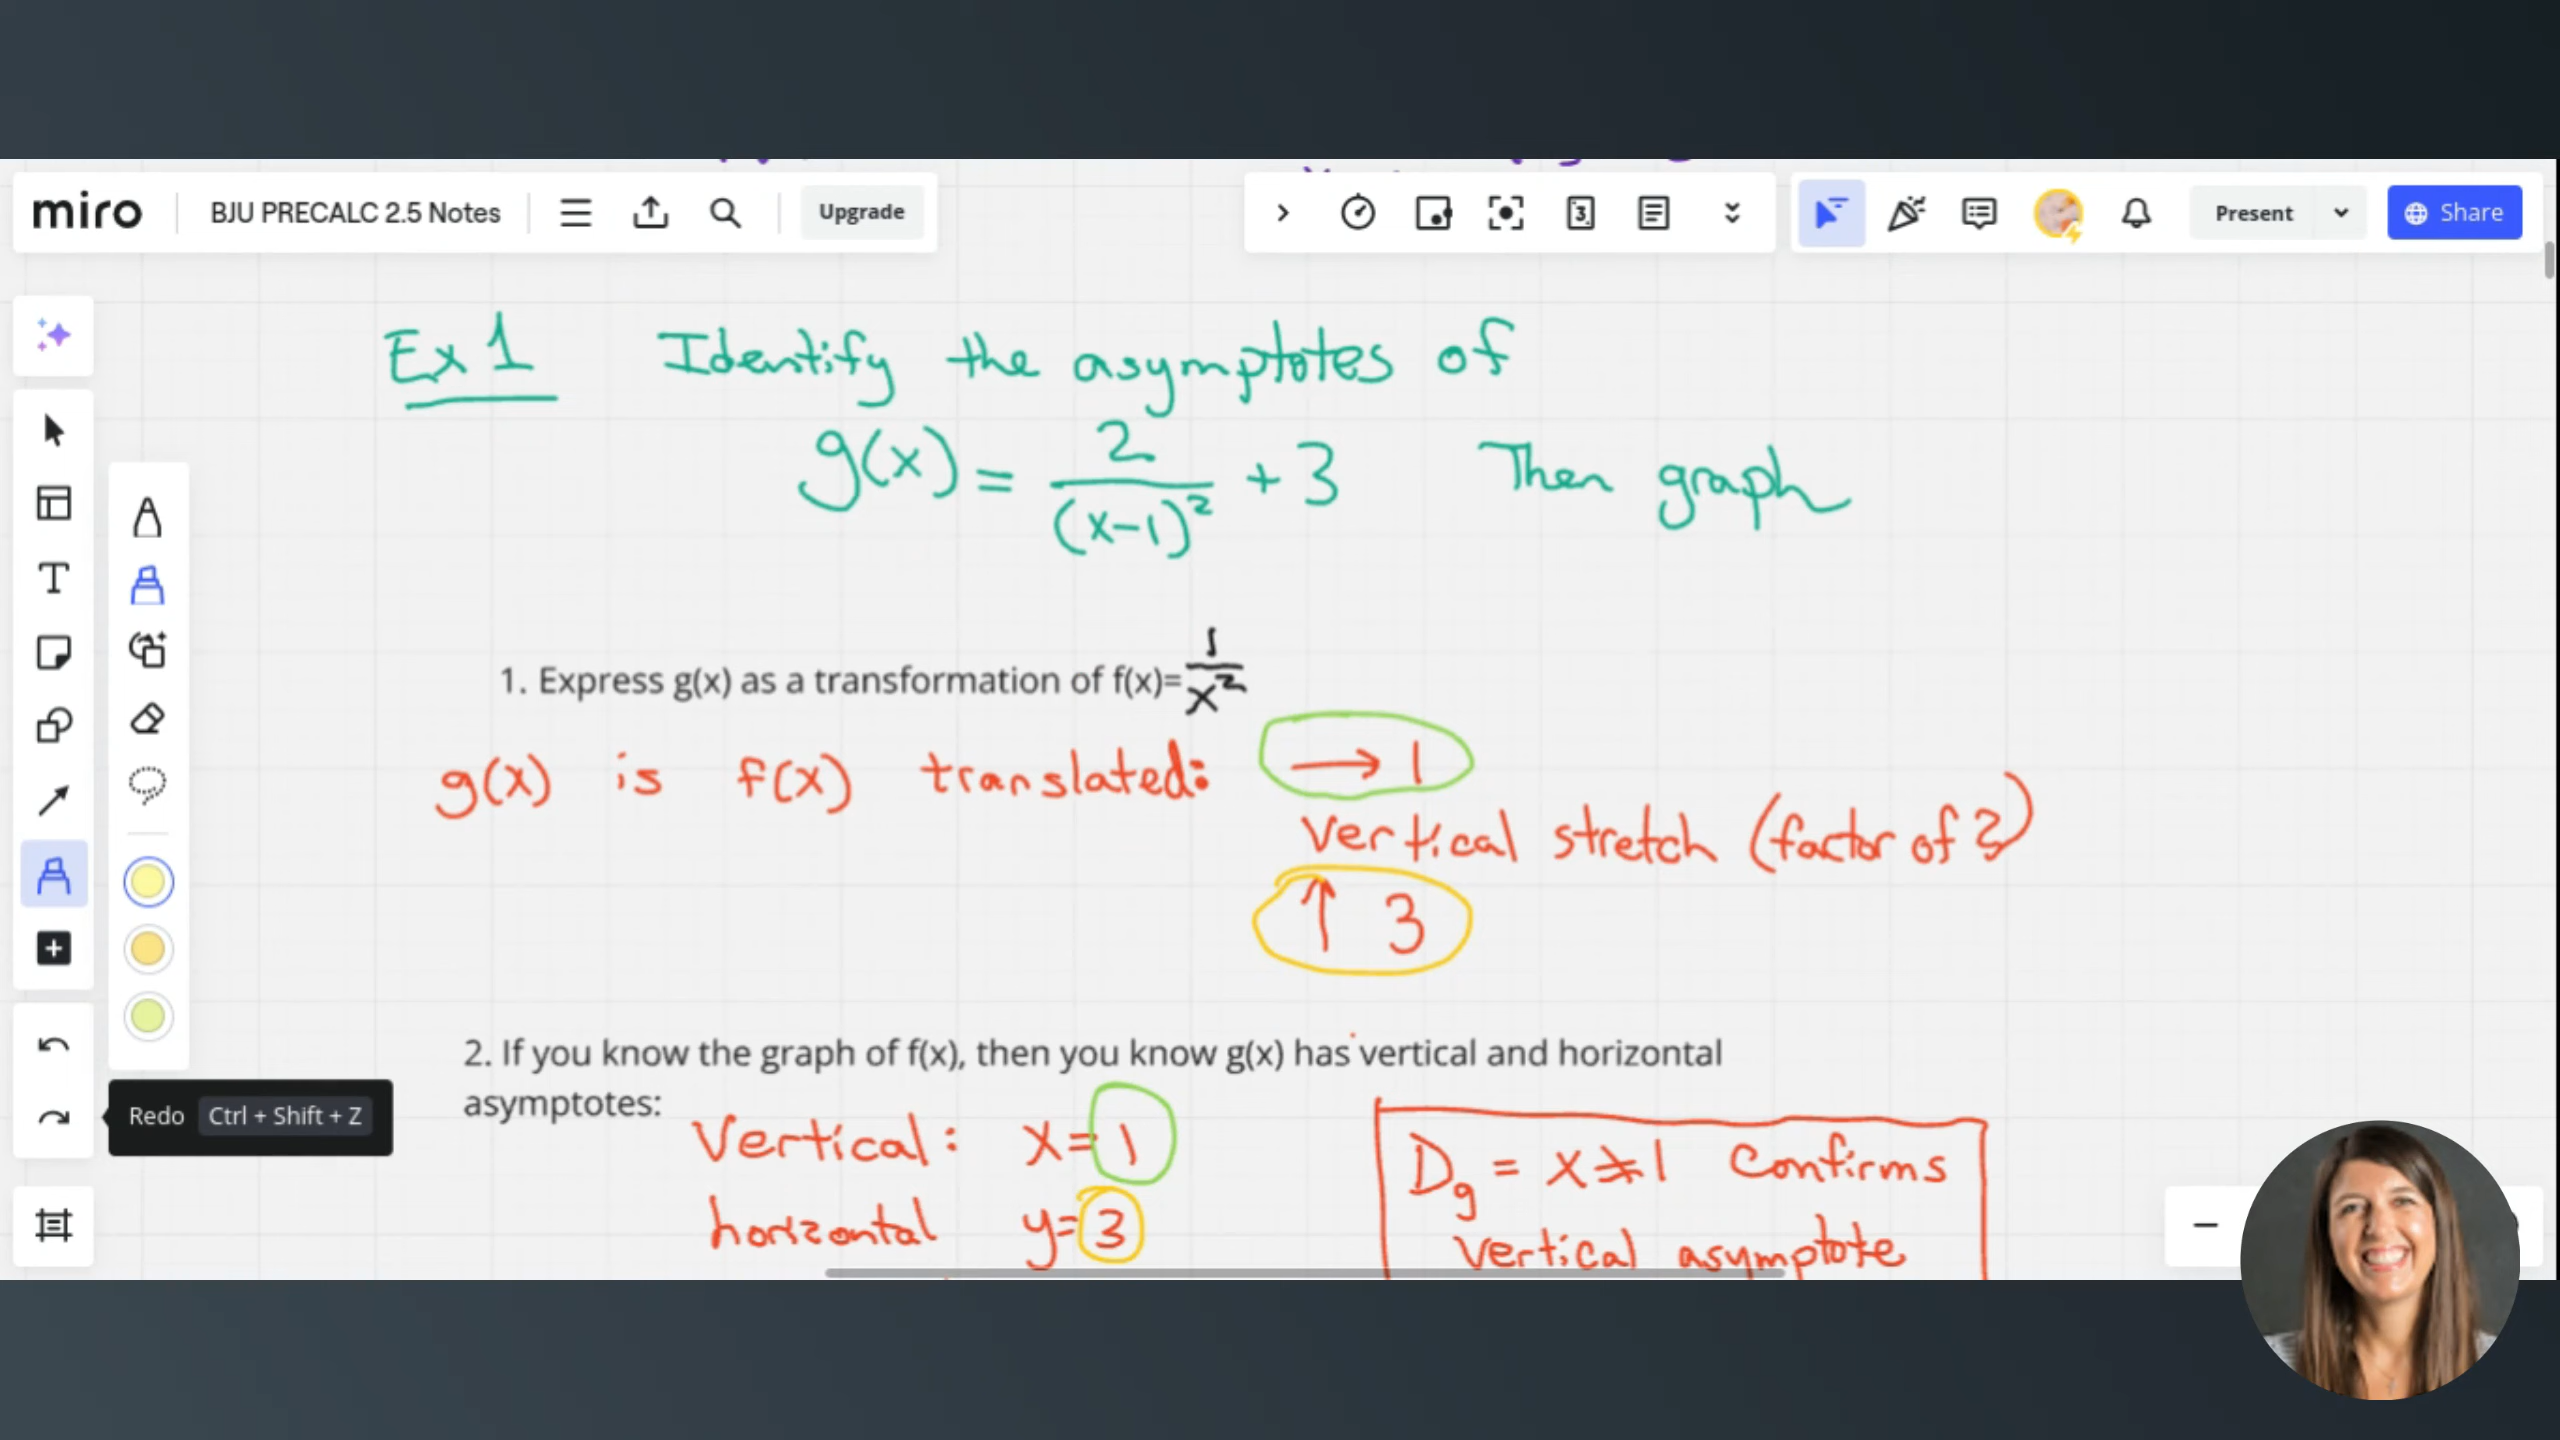 miro BJU PRECALC 2.5 Notes Upgrade 3 Present Share
Ex 1 Identify the asymptotes of
g(x) = 2/(x-1)² + 3 Then graph
1. Express g(x) as a transformation of f(x)= 1/x²
g(x) is f(x) translated: → 1
vertical stretch (factor of 2)
↑ 3
2. If you know the graph of f(x), then you know g(x) has vertical and horizontal
asymptotes:
Redo Ctrl + Shift + Z
Vertical: x=1
horizontal y=3
Dg = x≠1 Confirms
vertical asymptote